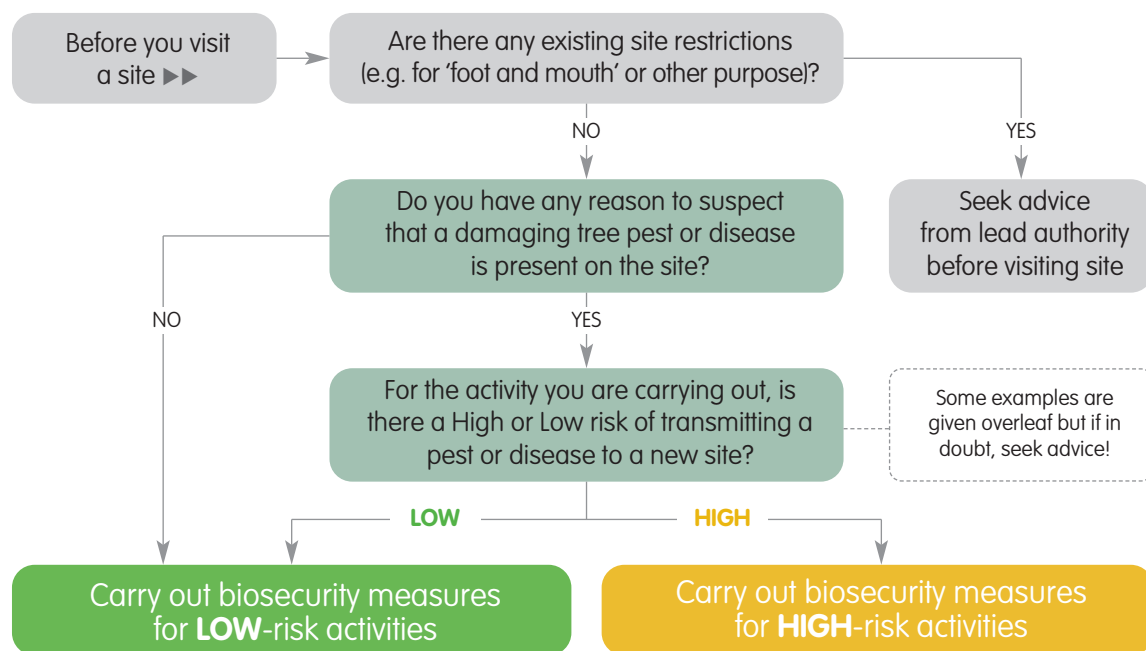 Before you visit
a site ▶▶
Are there any existing site restrictions
(e.g. for ‘foot and mouth’ or other purpose)?
NO
YES
Do you have any reason to suspect
that a damaging tree pest or disease
is present on the site?
Seek advice
from lead authority
before visiting site
NO
YES
For the activity you are carrying out, is
there a High or Low risk of transmitting a
pest or disease to a new site?
Some examples are
given overleaf but if in
doubt, seek advice!
LOW
HIGH
Carry out biosecurity measures
for LOW-risk activities
Carry out biosecurity measures
for HIGH-risk activities